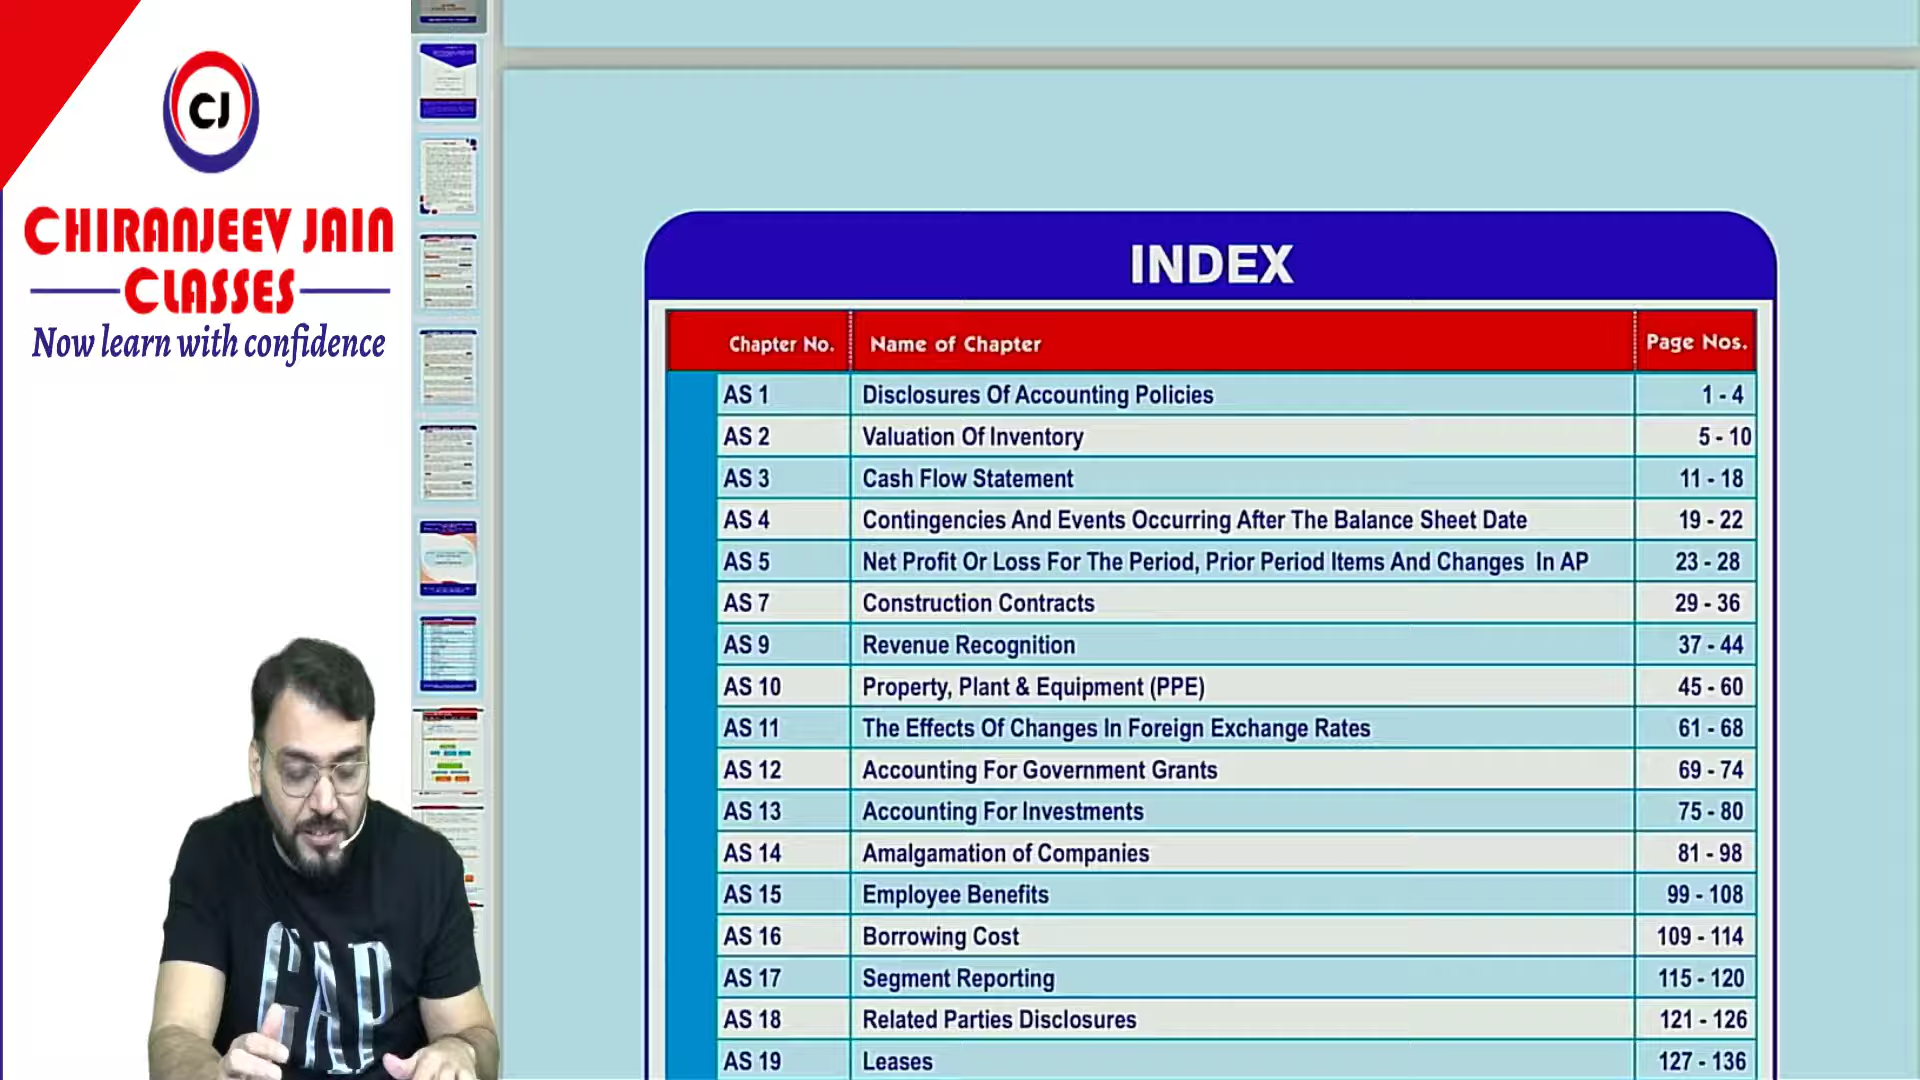 CJ
CHIRANJEEV JAIN
CLASSES
Now learn with confidence
INDEX
Chapter No. Name of Chapter Page Nos.
AS 1 Disclosures Of Accounting Policies 1 - 4
AS 2 Valuation Of Inventory 5 - 10
AS 3 Cash Flow Statement 11 - 18
AS 4 Contingencies And Events Occurring After The Balance Sheet Date 19 - 22
AS 5 Net Profit Or Loss For The Period, Prior Period Items And Changes In AP 23 - 28
AS 7 Construction Contracts 29 - 36
AS 9 Revenue Recognition 37 - 44
AS 10 Property, Plant & Equipment (PPE) 45 - 60
AS 11 The Effects Of Changes In Foreign Exchange Rates 61 - 68
AS 12 Accounting For Government Grants 69 - 74
AS 13 Accounting For Investments 75 - 80
AS 14 Amalgamation of Companies 81 - 98
AS 15 Employee Benefits 99 - 108
AS 16 Borrowing Cost 109 - 114
AS 17 Segment Reporting 115 - 120
AS 18 Related Parties Disclosures 121 - 126
AS 19 Leases 127 - 136
GAP